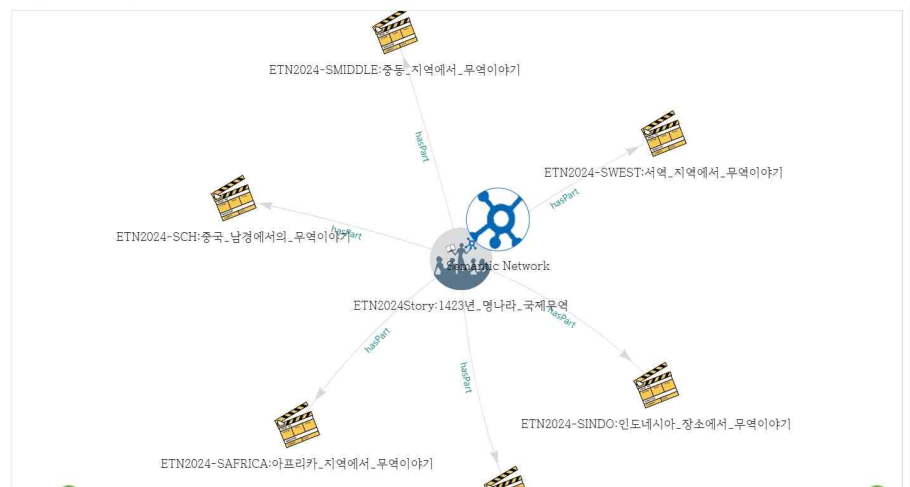 ETN2024-SMIDDLE:중동_지역에서_무역이야기
hasPart
ETN2024-SWEST:서역_지역에서_무역이야기
hasPart
ETN2024-SCH:중국_남경에서의_무역이야기
hasPart
Semantic Network
ETN2024Story:1423년_명나라_국제무역
hasPart
hasPart
hasPart
ETN2024-SINDO:인도네시아_장소에서_무역이야기
ETN2024-SAFRICA:아프리카_지역에서_무역이야기